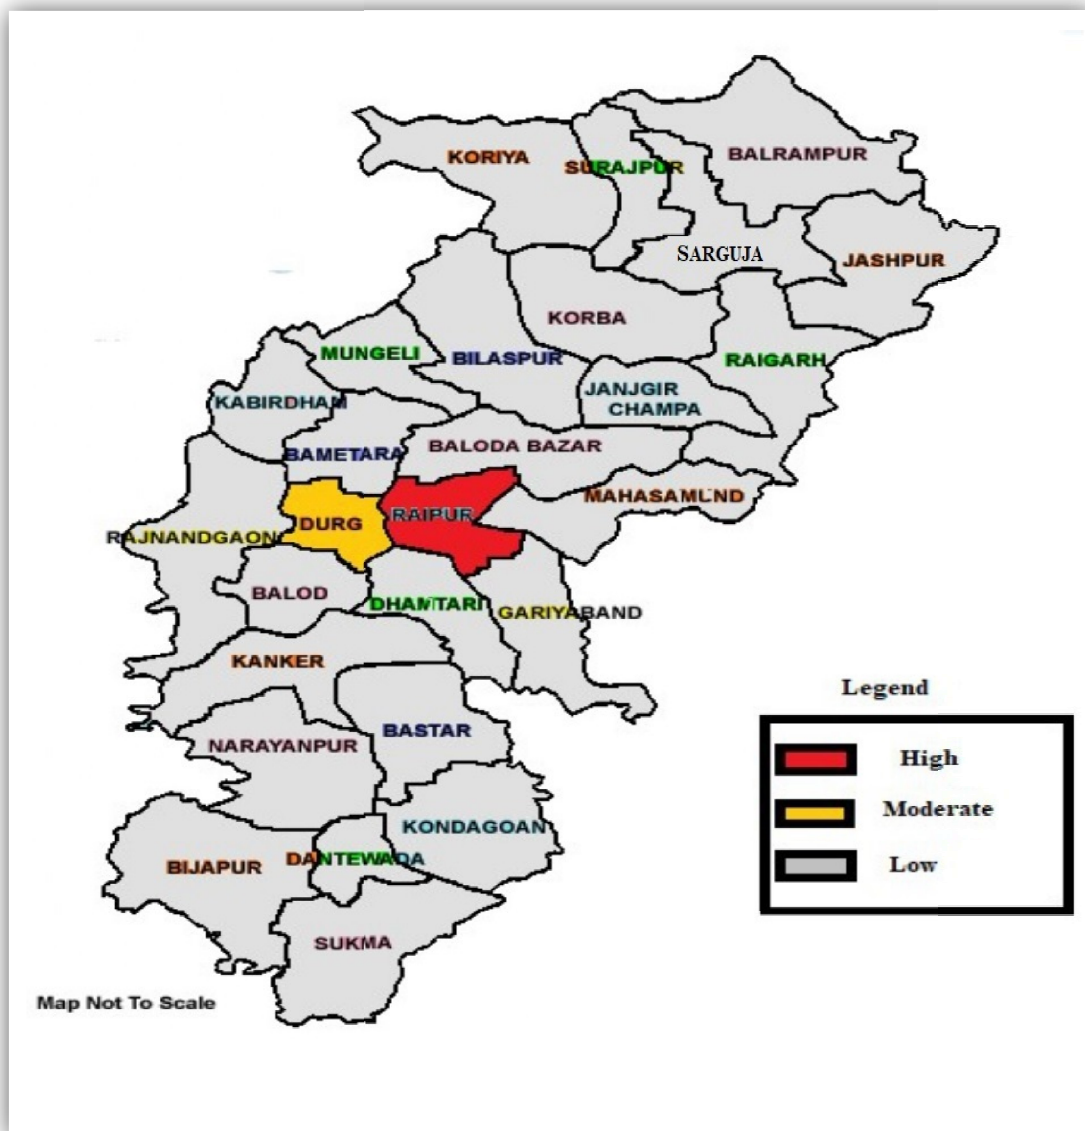 KORIYA
SURAJPUR
BALRAMPUR
SARGUJA
JASHPUR
KORBA
MUNGELI
BILASPUR
RAIGARH
JANJGIR
CHAMPA
KABIRDHAM
BAMETARA
BALODA BAZAR
MAHASAMUND
RAJNANDGAON
DURG
RAIPUR
BALOD
DHAMTARI
GARIYABAND
KANKER
Legend
BASTAR
NARAYANPUR
High
Moderate
KONDAGOAN
DANTEWADA
BIJAPUR
Low
SUKMA
Map Not To Scale